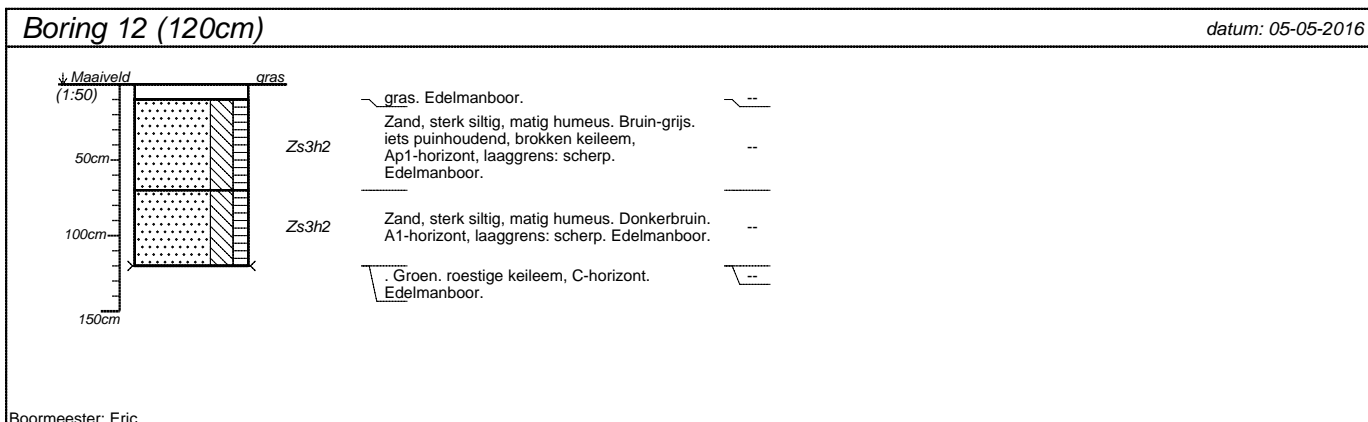 Boring 12 (120cm)
datum: 05-05-2016
Maaiveld
gras
(1:50)
gras. Edelmanboor.
--
Zand, sterk siltig, matig humeus. Bruin-grijs.
iets puinhoudend, brokken keileem,
Ap1-horizont, laaggrens: scherp.
Edelmanboor.
Zs3h2
--
50cm
Zand, sterk siltig, matig humeus. Donkerbruin.
A1-horizont, laaggrens: scherp. Edelmanboor.
Zs3h2
--
100cm
. Groen. roestige keileem, C-horizont.
Edelmanboor.
--
150cm
Boormeester: Eric